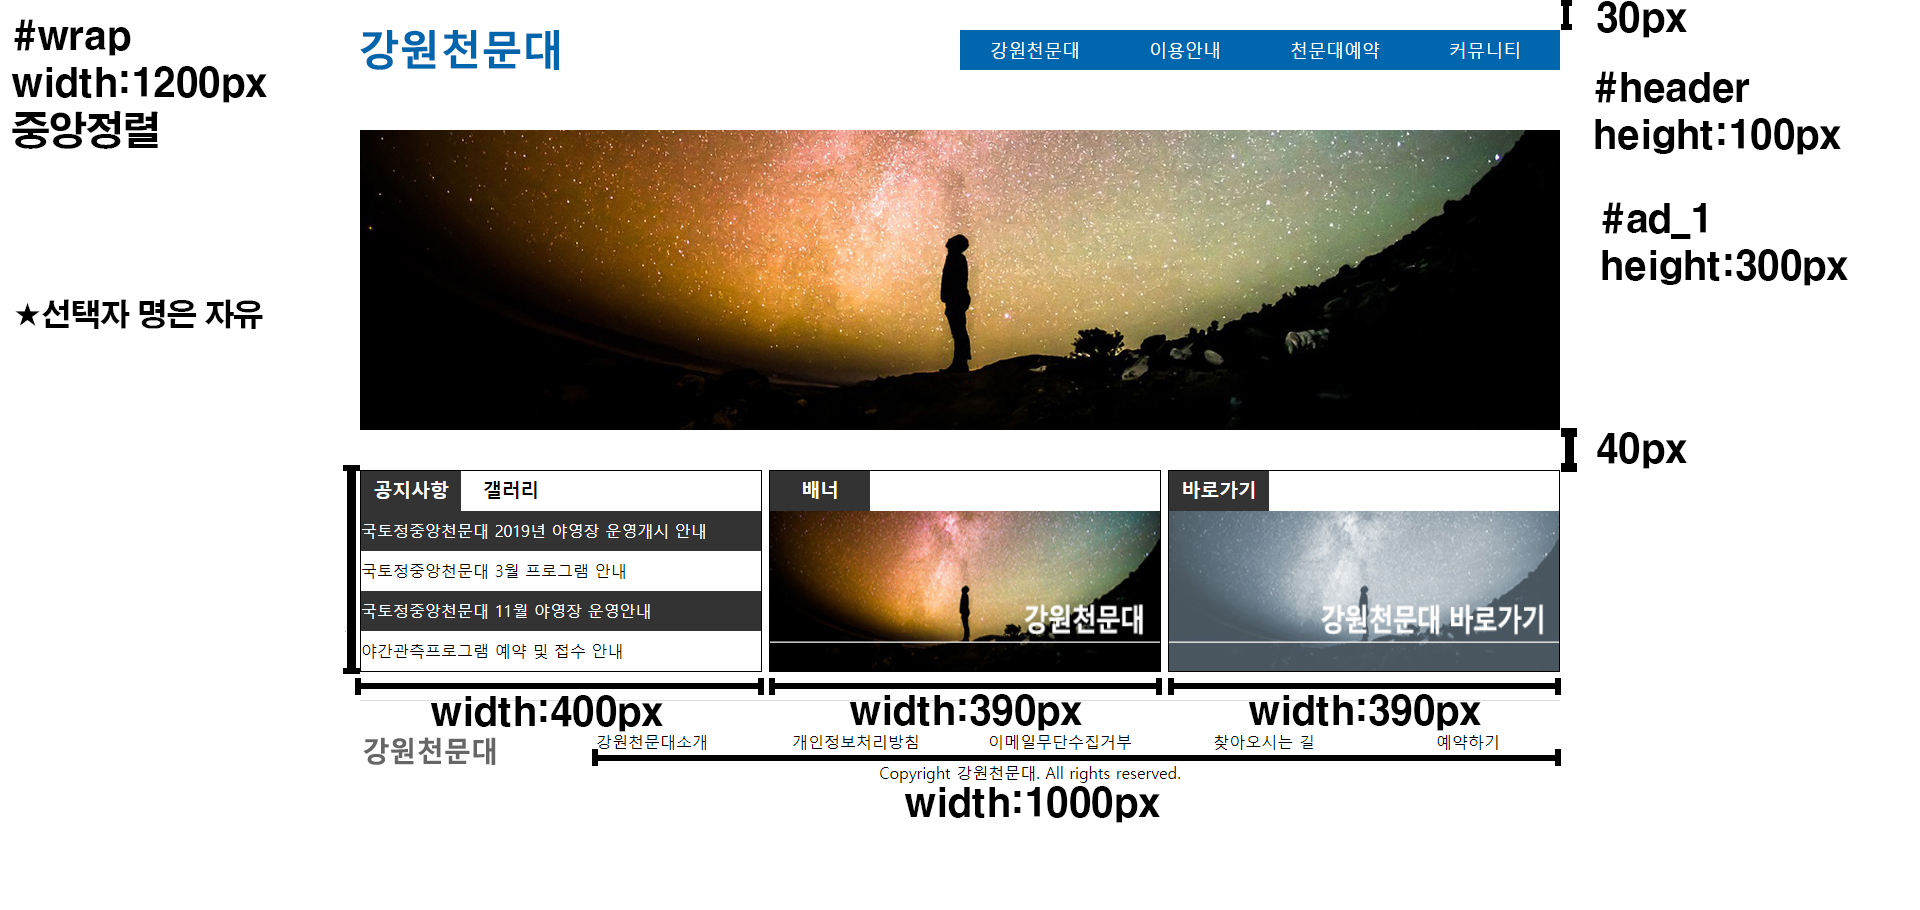 #wrap
width:1200px
중앙정렬
★선택자 명은 자유
강원천문대
강원천문대 이용안내 천문대예약 커뮤니티
30px
#header
height:100px
#ad_1
height:300px
40px
공지사항 갤러리
국토정중앙천문대 2019년 야영장 운영개시 안내
국토정중앙천문대 3월 프로그램 안내
국토정중앙천문대 11월 야영장 운영안내
야간관측프로그램 예약 및 접수 안내
width:400px
배너
강원천문대
width:390px
바로가기
강원천문대 바로가기
width:390px
강원천문대
강원천문대소개 개인정보처리방침 이메일무단수집거부 찾아오시는 길 예약하기
Copyright 강원천문대. All rights reserved.
width:1000px